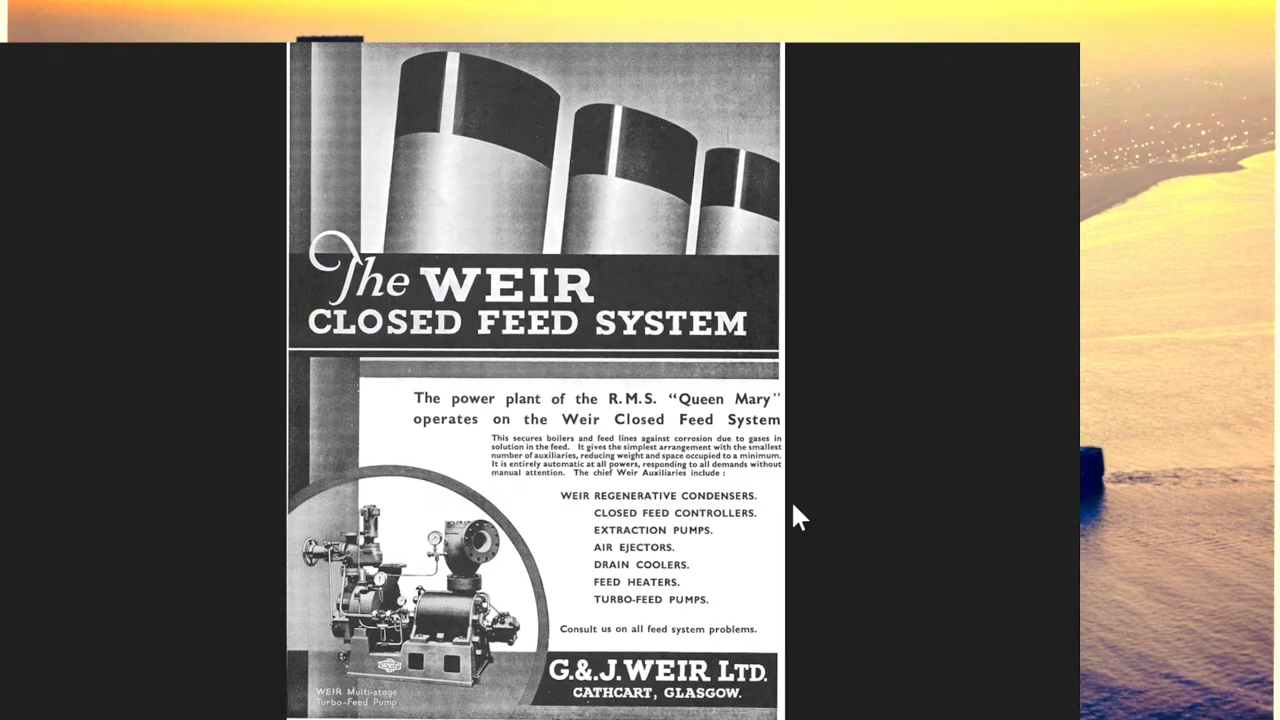 The WEIR
CLOSED FEED SYSTEM
The power plant of the R.M.S. "Queen Mary"
operates on the Weir Closed Feed System
This secures boilers and feed lines against corrosion due to gases in
solution in the feed. It gives the simplest arrangement with the smallest
number of auxiliaries, reducing weight and space occupied to a minimum.
It is entirely automatic at all powers, responding to all demands without
manual attention. The chief Weir Auxiliaries include :
WEIR REGENERATIVE CONDENSERS.
CLOSED FEED CONTROLLERS.
EXTRACTION PUMPS.
AIR EJECTORS.
DRAIN COOLERS.
FEED HEATERS.
TURBO-FEED PUMPS.
Consult us on all feed system problems.
G.&J.WEIR LTD.
CATHCART, GLASGOW.
WEIR Multi-stage
Turbo-Feed Pump